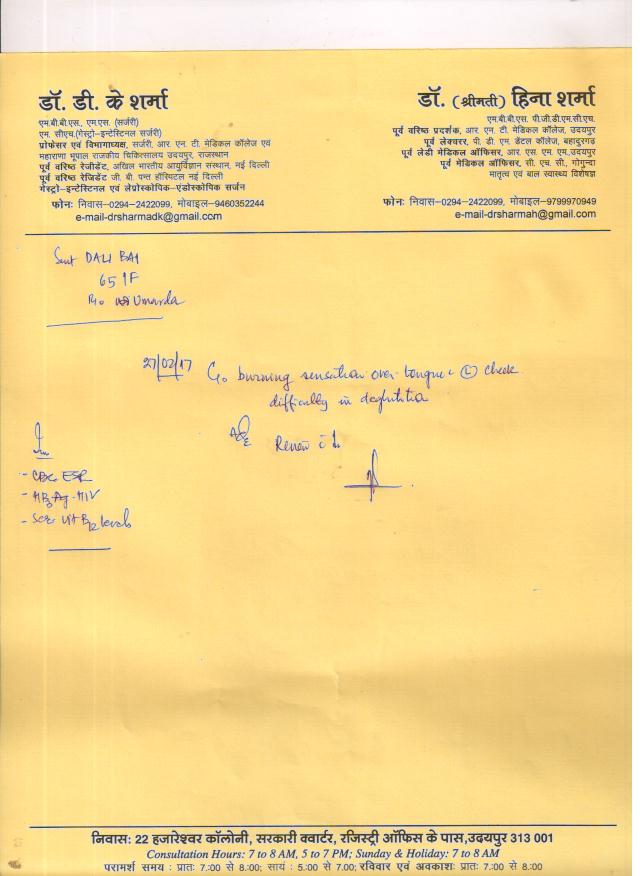 डॉ. डी. के शर्मा
एम.बी.बी.एस., एम.एस. (सर्जरी)
एम. सीएच.(गेस्ट्रो-इन्टेस्टिनल सर्जरी)
प्रोफेसर एवं विभागाध्यक्ष, सर्जरी, आर. एन. टी. मेडिकल कॉलेज एवं
महाराणा भूपाल राजकीय चिकित्सालय उदयपुर, राजस्थान
पूर्व वरिष्ठ रेजीडेंट, अखिल भारतीय आयुर्विज्ञान संस्थान, नई दिल्ली
पूर्व वरिष्ठ रेजिडेंट जी. बी. पन्त हॉस्पिटल नई दिल्ली
गेस्ट्रो-इन्टेस्टिनल एवं लेप्रोस्कोपिक-एंडोस्कोपिक सर्जन
फोन: निवास-0294-2422099, मोबाइल-9460352244
e-mail-drsharmadk@gmail.com
डॉ. (श्रीमती) हिना शर्मा
एम.बी.बी.एस. पी.जी.डी.एम.सी.एच.
पूर्व वरिष्ठ प्रदर्शक, आर. एन. टी. मेडिकल कॉलेज, उदयपुर
पूर्व लेक्चरर, पी. डी. एम. डेंटल कॉलेज, बहादुरगढ़
पूर्व लेडी मेडिकल ऑफिसर, आर. एस. एम. एम.,उदयपुर
पूर्व मेडिकल ऑफिसर, सी. एच. सी., गोगुन्दा
मातृत्व एवं बाल स्वास्थ्य विशेषज्ञ
फोन: निवास-0294-2422099, मोबाइल-9799970949
e-mail-drsharmah@gmail.com
Smt DALI BAI
65 / F
R/o Umarda
27/02/17 C/o burning sensation over tongue & (L) cheek
difficulty in deglutition
Adv
Review c̄ Ix
Inv
- CBC ESR
- HBsAg - HIV
- Ser. Vit B12 levels
निवास: 22 हजारेश्वर कॉलोनी, सरकारी क्वार्टर, रजिस्ट्री ऑफिस के पास,उदयपुर 313 001
Consultation Hours: 7 to 8 AM, 5 to 7 PM; Sunday & Holiday: 7 to 8 AM
परामर्श समय : प्रातः 7:00 से 8:00; सायं : 5:00 से 7.00; रविवार एवं अवकाश: प्रातः 7:00 से 8:00